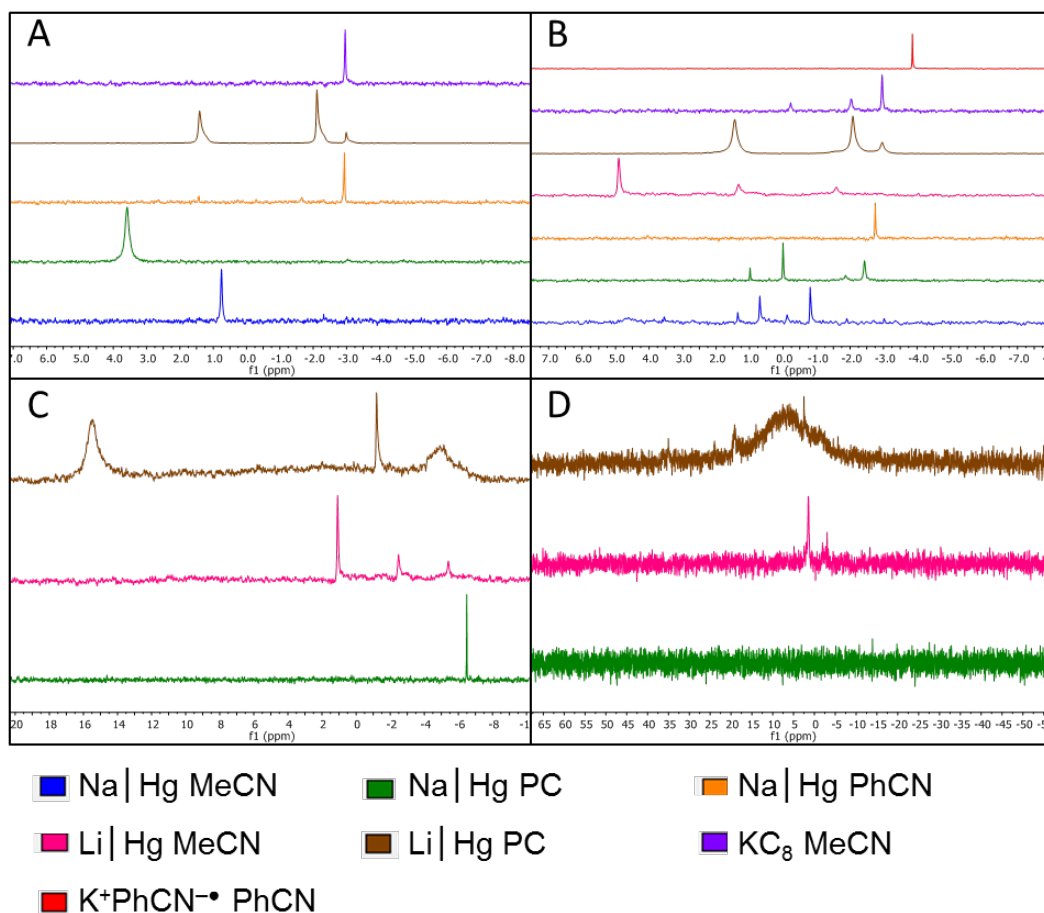 A
7.0 6.0 5.0 4.0 3.0 2.0 1.0 0.0 -1.0 -2.0 -3.0 -4.0 -5.0 -6.0 -7.0 -8.0
f1 (ppm)
B
7.0 6.0 5.0 4.0 3.0 2.0 1.0 0.0 -1.0 -2.0 -3.0 -4.0 -5.0 -6.0 -7.0
f1 (ppm)
C
20 18 16 14 12 10 8 6 4 2 0 -2 -4 -6 -8 -1
f1 (ppm)
D
65 60 55 50 45 40 35 30 25 20 15 10 5 0 -5 -10 -15 -20 -25 -30 -35 -40 -45 -5
f1 (ppm)
Na|Hg MeCN
Na|Hg PC
Na|Hg PhCN
Li|Hg MeCN
Li|Hg PC
KC₈ MeCN
K⁺PhCN⁻• PhCN